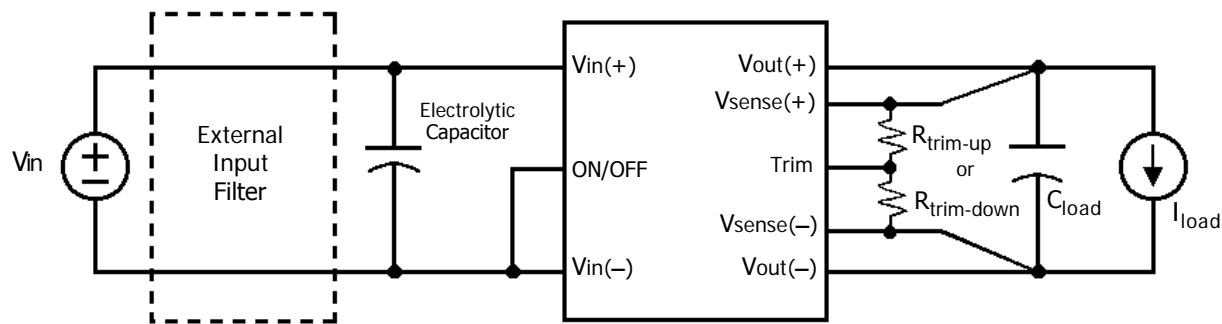 Vin
+
−
External
Input
Filter
Electrolytic
Capacitor
Vin(+)
ON/OFF
Vin(−)
Vout(+)
Vsense(+)
Trim
Vsense(−)
Vout(−)
Rtrim-up
or
Rtrim-down
Cload
Iload